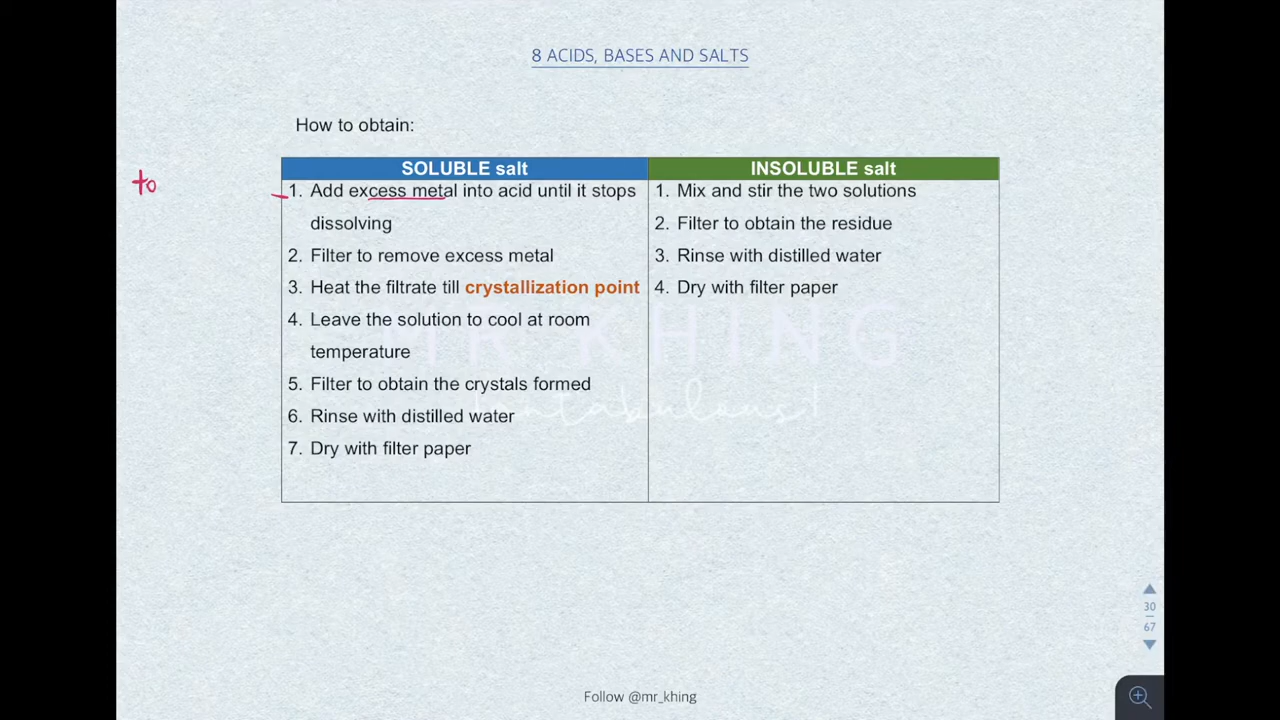 8 ACIDS, BASES AND SALTS
How to obtain:
SOLUBLE salt
1. Add excess metal into acid until it stops
dissolving
2. Filter to remove excess metal
3. Heat the filtrate till crystallization point
4. Leave the solution to cool at room
temperature
5. Filter to obtain the crystals formed
6. Rinse with distilled water
7. Dry with filter paper
INSOLUBLE salt
1. Mix and stir the two solutions
2. Filter to obtain the residue
3. Rinse with distilled water
4. Dry with filter paper
to
MR KHING
30
67
Follow @mr_khing